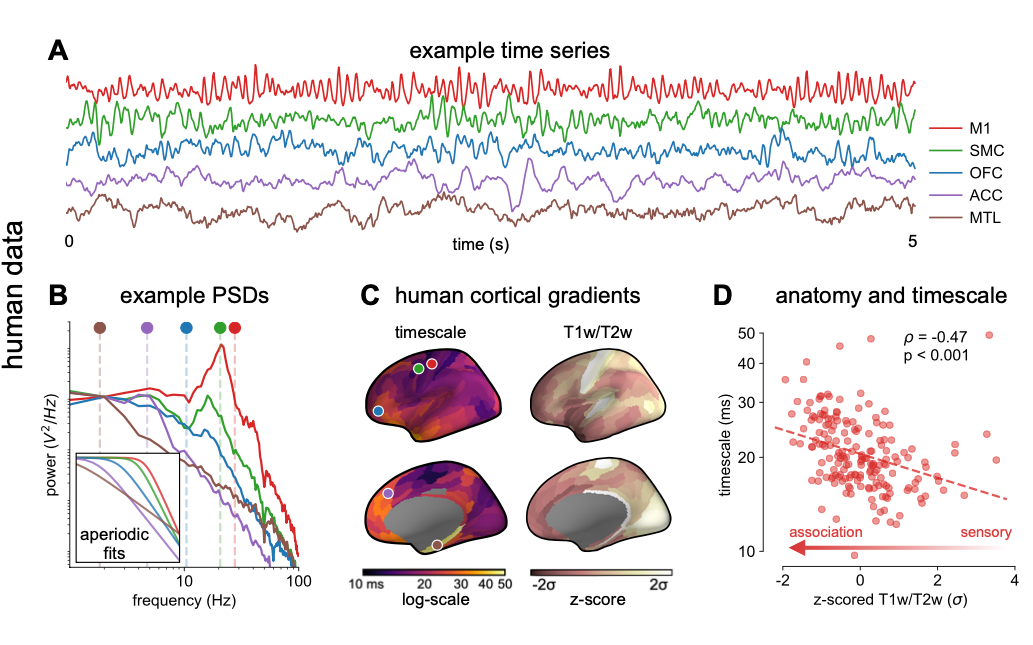 A
example time series
M1
SMC
OFC
ACC
MTL
0
time (s)
5
human data
B
example PSDs
power (V²/Hz)
aperiodic
fits
10
100
frequency (Hz)
C
human cortical gradients
timescale
T1w/T2w
10 ms
20
30
40
50
log-scale
-2σ
2σ
z-score
D
anatomy and timescale
ρ = -0.47
p < 0.001
timescale (ms)
50
40
30
20
10
association
sensory
-2
0
2
4
z-scored T1w/T2w (σ)